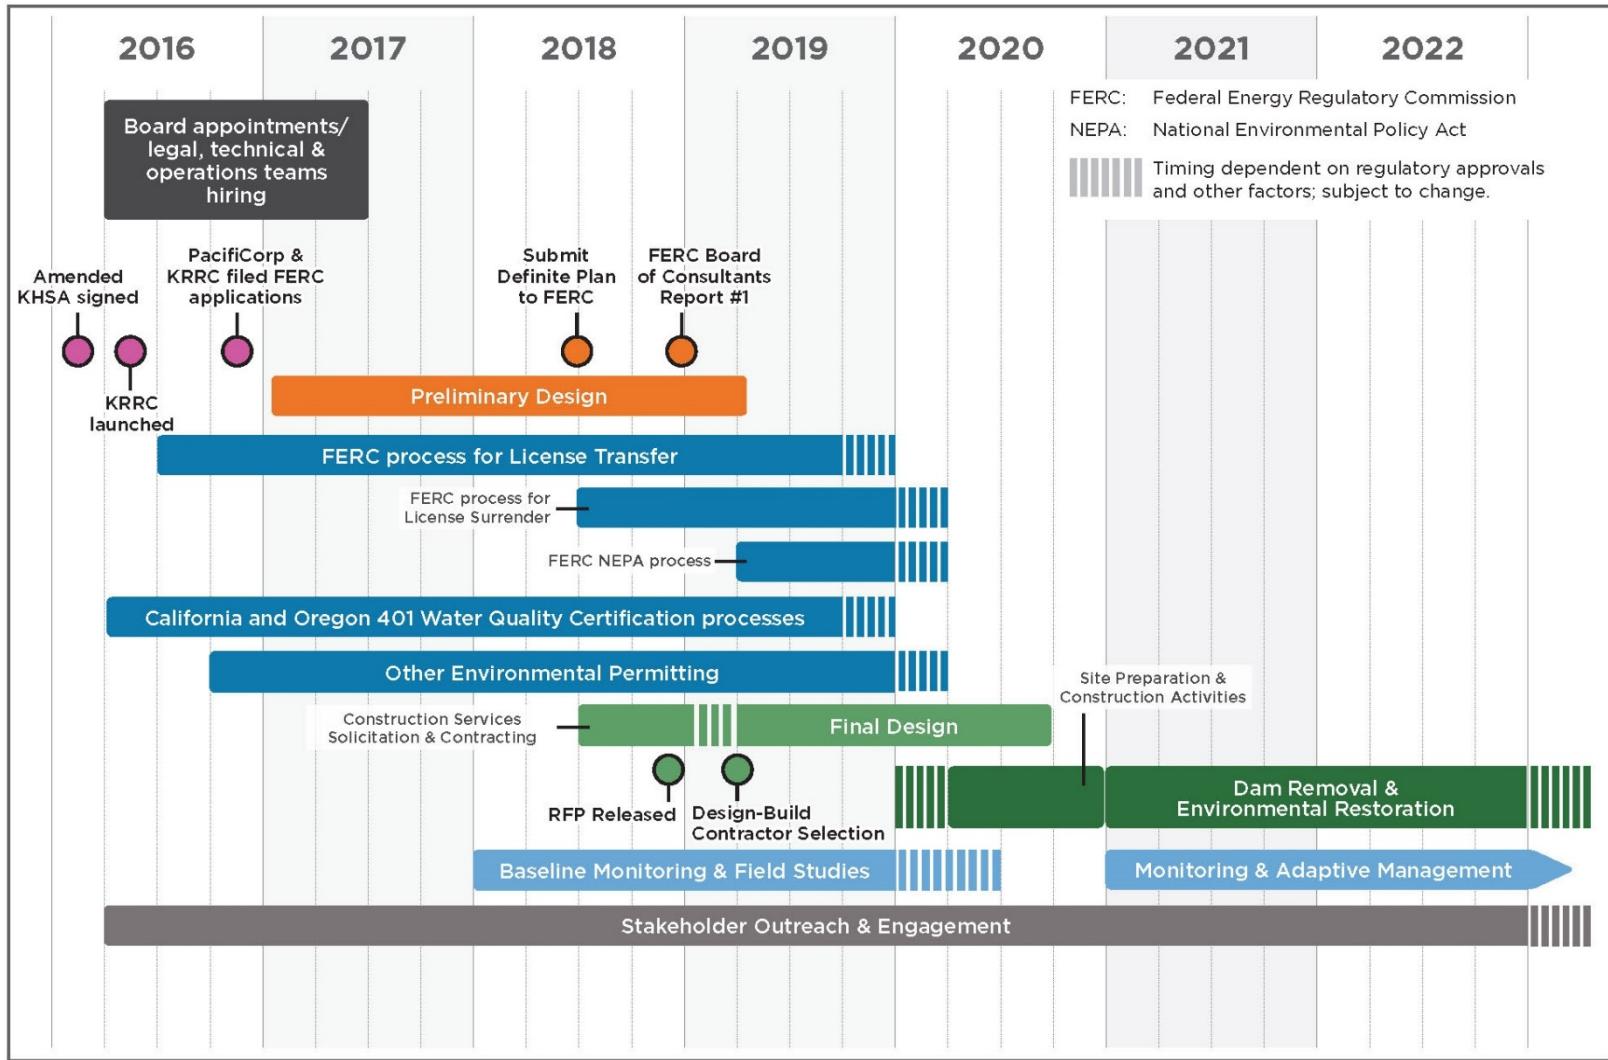 2016 2017 2018 2019 2020 2021 2022
FERC: Federal Energy Regulatory Commission
NEPA: National Environmental Policy Act
Timing dependent on regulatory approvals
and other factors; subject to change.
Board appointments/
legal, technical &
operations teams
hiring
Amended
KHSA signed
KRRC
launched
PacifiCorp &
KRRC filed FERC
applications
Submit
Definite Plan
to FERC
FERC Board
of Consultants
Report #1
Preliminary Design
FERC process for License Transfer
FERC process for
License Surrender
FERC NEPA process
California and Oregon 401 Water Quality Certification processes
Other Environmental Permitting
Site Preparation &
Construction Activities
Construction Services
Solicitation & Contracting
Final Design
RFP Released
Design-Build
Contractor Selection
Dam Removal &
Environmental Restoration
Baseline Monitoring & Field Studies
Monitoring & Adaptive Management
Stakeholder Outreach & Engagement